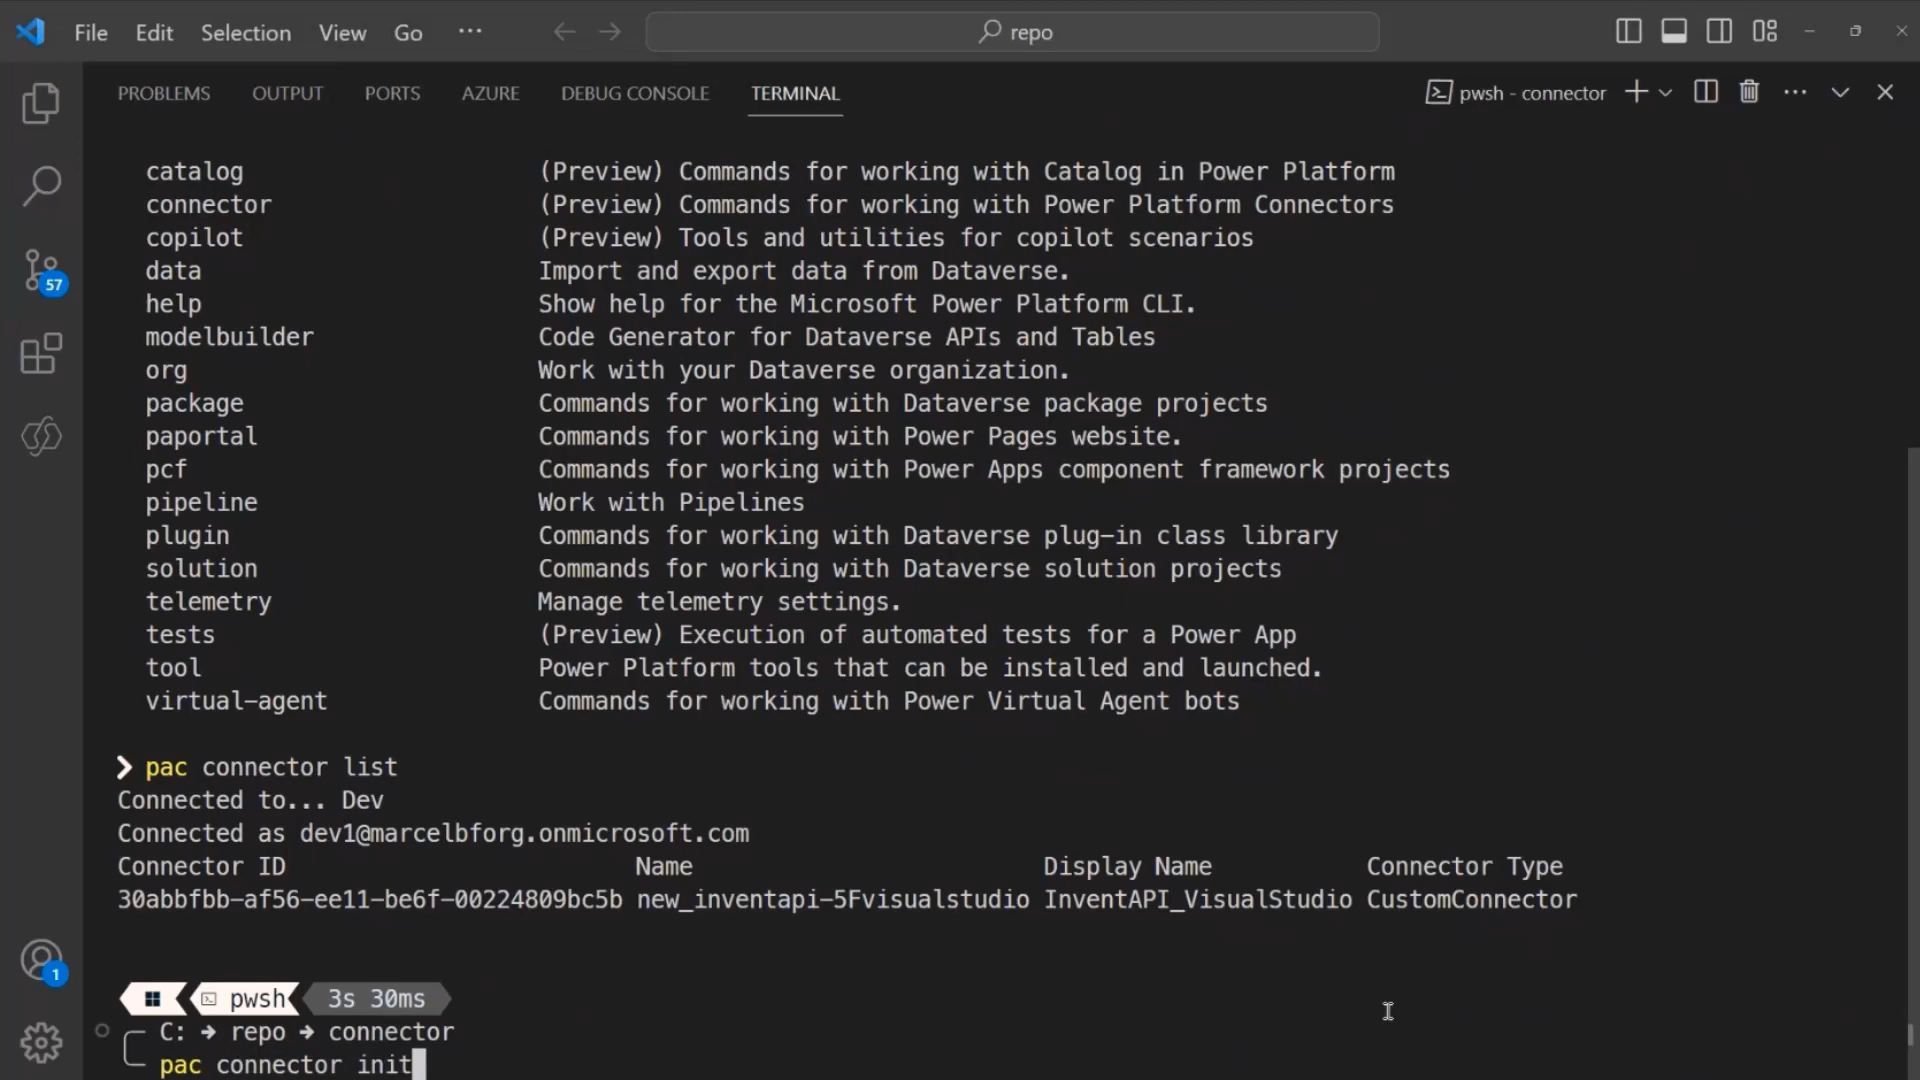 File Edit Selection View Go ···
repo
PROBLEMS OUTPUT PORTS AZURE DEBUG CONSOLE TERMINAL
pwsh - connector
catalog (Preview) Commands for working with Catalog in Power Platform
connector (Preview) Commands for working with Power Platform Connectors
copilot (Preview) Tools and utilities for copilot scenarios
data Import and export data from Dataverse.
help Show help for the Microsoft Power Platform CLI.
modelbuilder Code Generator for Dataverse APIs and Tables
org Work with your Dataverse organization.
package Commands for working with Dataverse package projects
paportal Commands for working with Power Pages website.
pcf Commands for working with Power Apps component framework projects
pipeline Work with Pipelines
plugin Commands for working with Dataverse plug-in class library
solution Commands for working with Dataverse solution projects
telemetry Manage telemetry settings.
tests (Preview) Execution of automated tests for a Power App
tool Power Platform tools that can be installed and launched.
virtual-agent Commands for working with Power Virtual Agent bots
❯ pac connector list
Connected to... Dev
Connected as dev1@marcelbforg.onmicrosoft.com
Connector ID Name Display Name Connector Type
30abbfbb-af56-ee11-be6f-00224809bc5b new_inventapi-5Fvisualstudio InventAPI_VisualStudio CustomConnector
pwsh 3s 30ms
C: → repo → connector
pac connector init
57
1